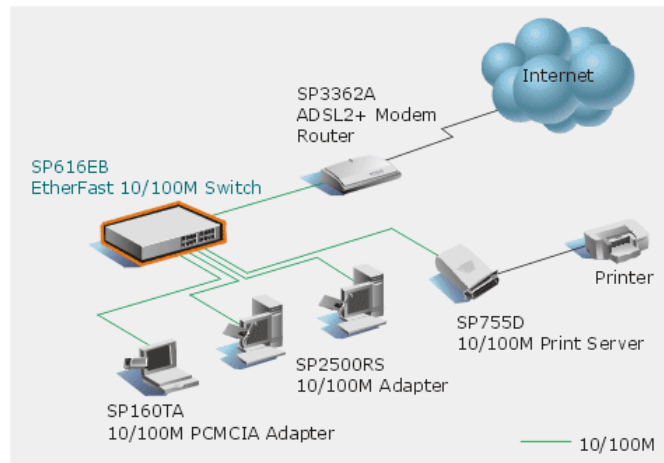 Internet
SP3362A
ADSL2+ Modem
Router
SP616EB
EtherFast 10/100M Switch
Printer
SP755D
10/100M Print Server
SP2500RS
10/100M Adapter
SP160TA
10/100M PCMCIA Adapter
10/100M